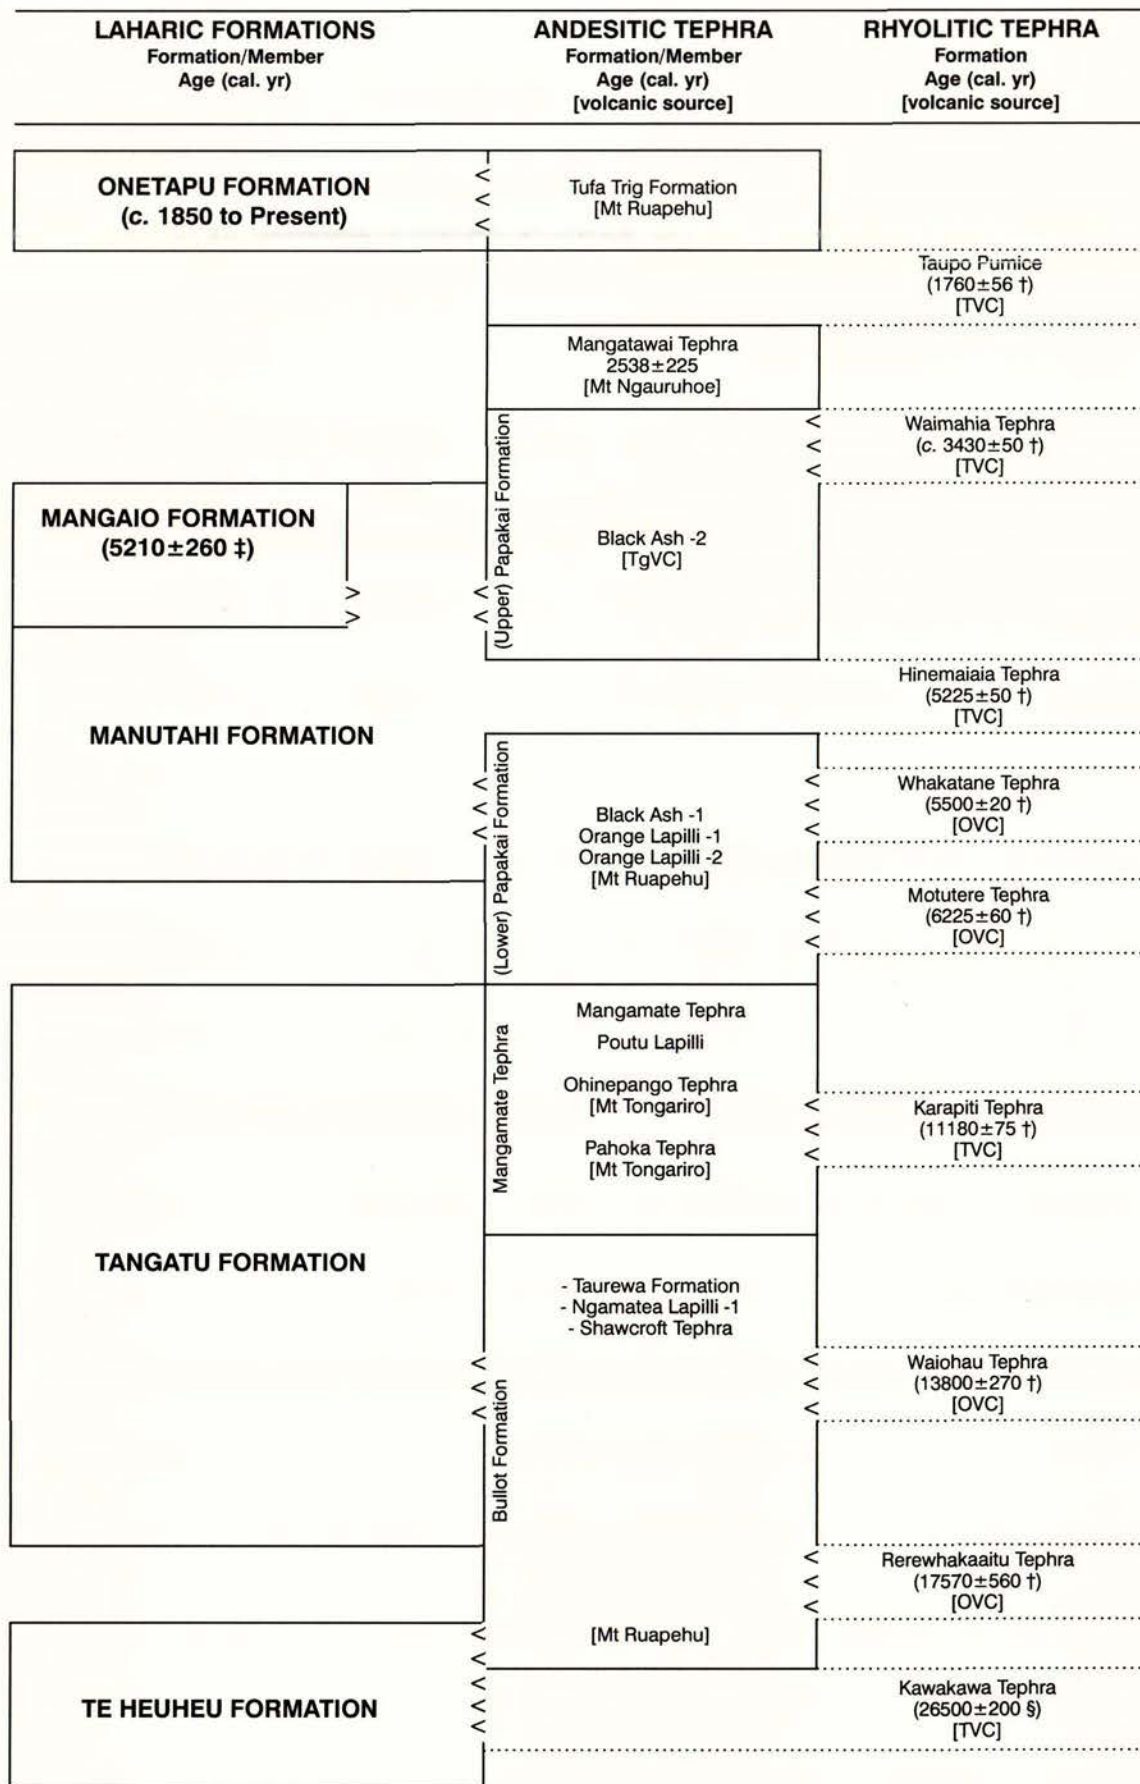 LAHARIC FORMATIONS
Formation/Member
Age (cal. yr)
ANDESITIC TEPHRA
Formation/Member
Age (cal. yr)
[volcanic source]
RHYOLITIC TEPHRA
Formation
Age (cal. yr)
[volcanic source]
ONETAPU FORMATION
(c. 1850 to Present)
<
<
<
Tufa Trig Formation
[Mt Ruapehu]
Taupo Pumice
(1760±56 †)
[TVC]
Mangatawai Tephra
2538±225
[Mt Ngauruhoe]
(Upper) Papakai Formation
<
<
<
Waimahia Tephra
(c. 3430±50 †)
[TVC]
MANGAIO FORMATION
(5210±260 ‡)
>
>
<
<
Black Ash -2
[TgVC]
Hinemaiaia Tephra
(5225±50 †)
[TVC]
MANUTAHI FORMATION
<
<
<
(Lower) Papakai Formation
Black Ash -1
Orange Lapilli -1
Orange Lapilli -2
[Mt Ruapehu]
<
<
<
Whakatane Tephra
(5500±20 †)
[OVC]
<
<
<
Motutere Tephra
(6225±60 †)
[OVC]
Mangamate Tephra
Mangamate Tephra
Poutu Lapilli
Ohinepango Tephra
[Mt Tongariro]
Pahoka Tephra
[Mt Tongariro]
<
<
<
Karapiti Tephra
(11180±75 †)
[TVC]
TANGATU FORMATION
<
<
<
Bullot Formation
- Taurewa Formation
- Ngamatea Lapilli -1
- Shawcroft Tephra
<
<
<
Waiohau Tephra
(13800±270 †)
[OVC]
<
<
<
Rerewhakaaitu Tephra
(17570±560 †)
[OVC]
[Mt Ruapehu]
TE HEUHEU FORMATION
<
<
<
<
<
Kawakawa Tephra
(26500±200 §)
[TVC]